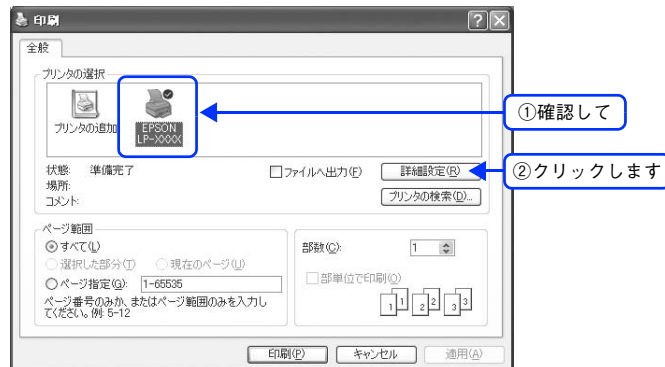 印刷
全般
プリンタの選択
プリンタの追加
EPSON
LP-XXXX
①確認して
状態: 準備完了
場所:
コメント:
ファイルへ出力(F)
詳細設定(R)
②クリックします
プリンタの検索(D)...
ページ範囲
すべて(L)
選択した部分(T) 現在のページ(U)
ページ指定(G): 1-65535
ページ番号のみか、またはページ範囲のみを入力し
てください。例: 5-12
部数(C): 1
部単位で印刷(O)
1 1 2 2 3 3
印刷(P) キャンセル 適用(A)